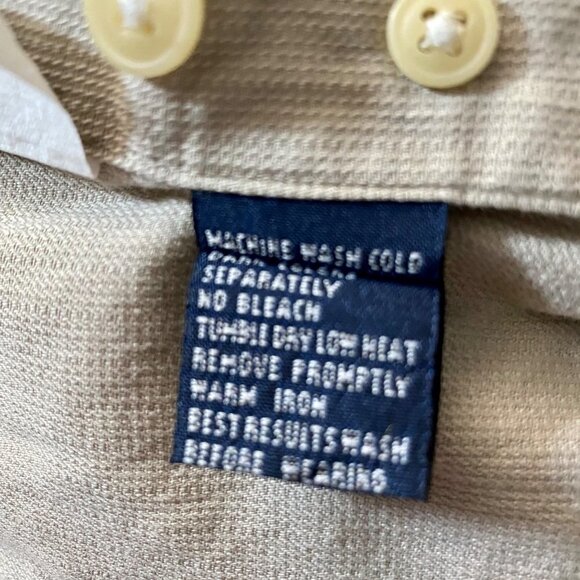 MACHINE WASH COLD
SEPARATELY
NO BLEACH
TUMBLE DRY LOW HEAT
REMOVE PROMPTLY
WARM IRON
BEST RESULTS WASH
BEFORE WEARING